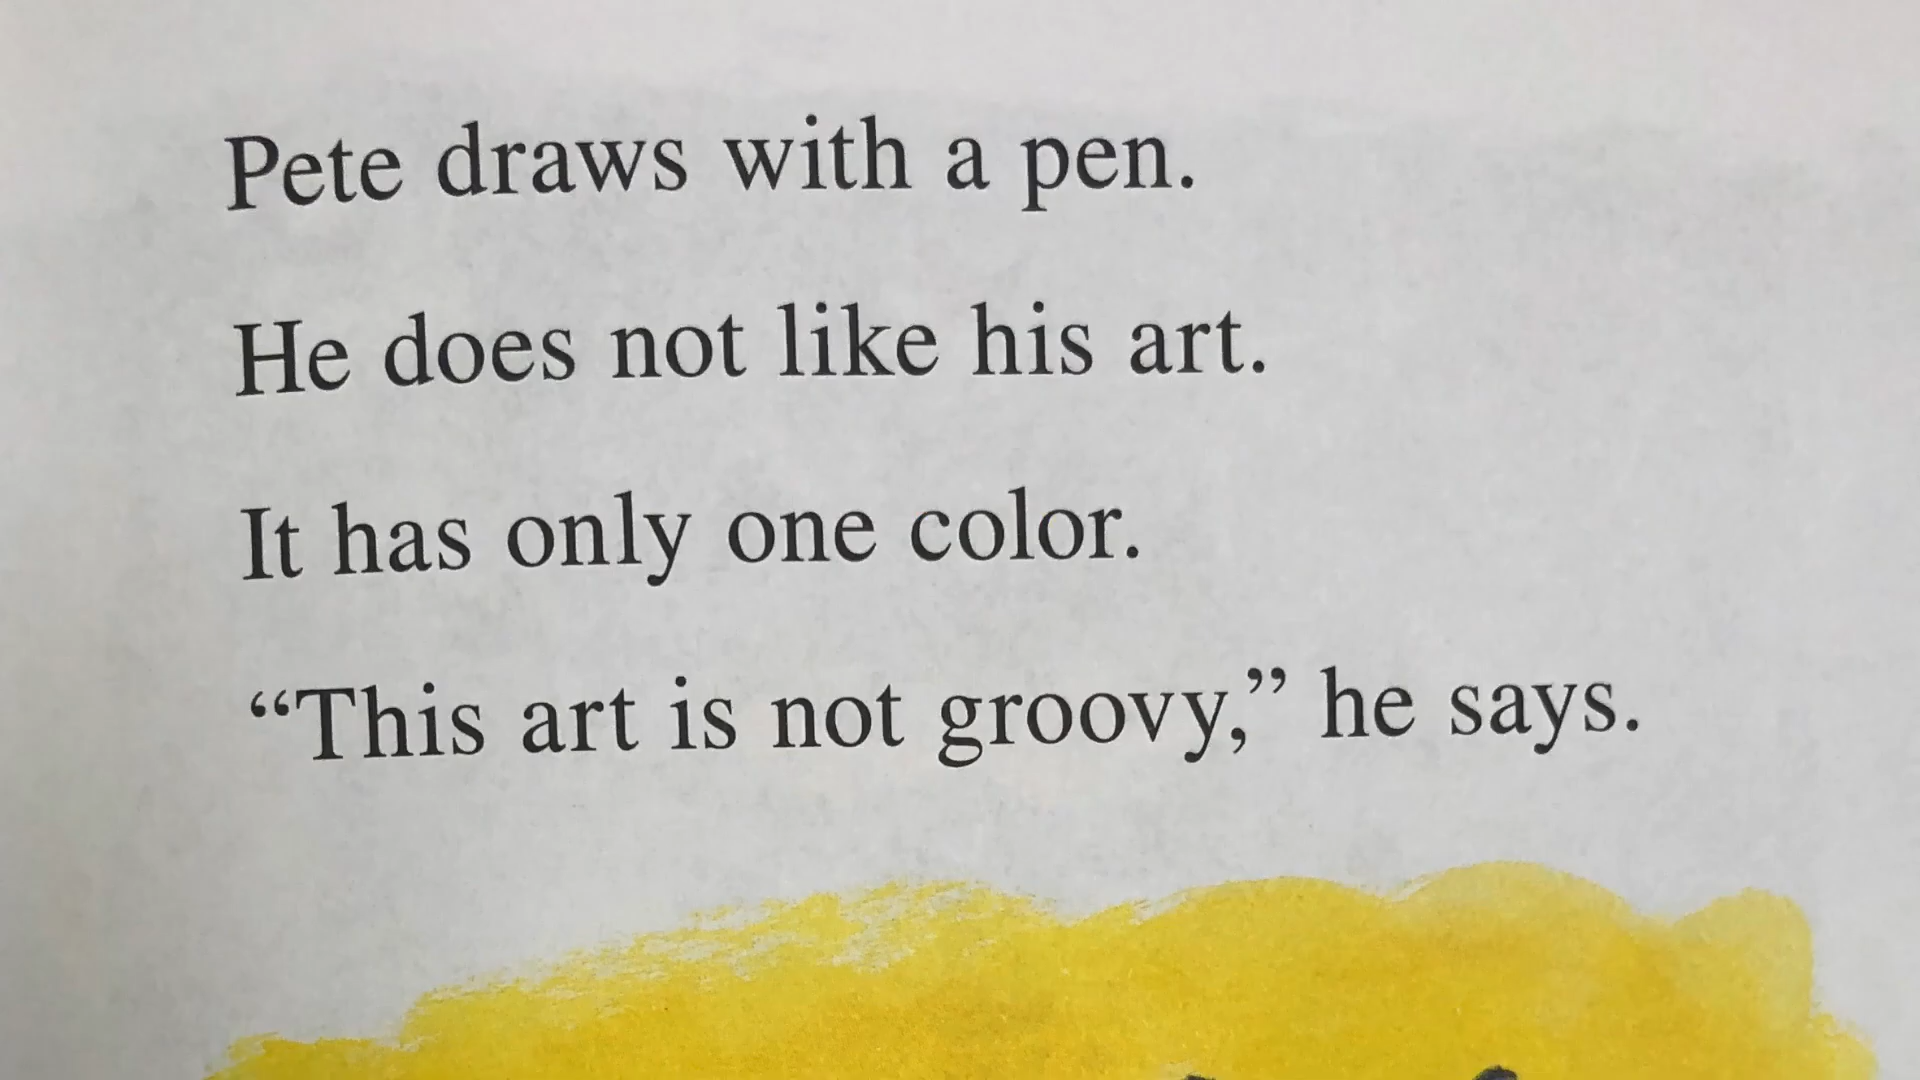 Pete draws with a pen.
He does not like his art.
It has only one color.
“This art is not groovy,” he says.